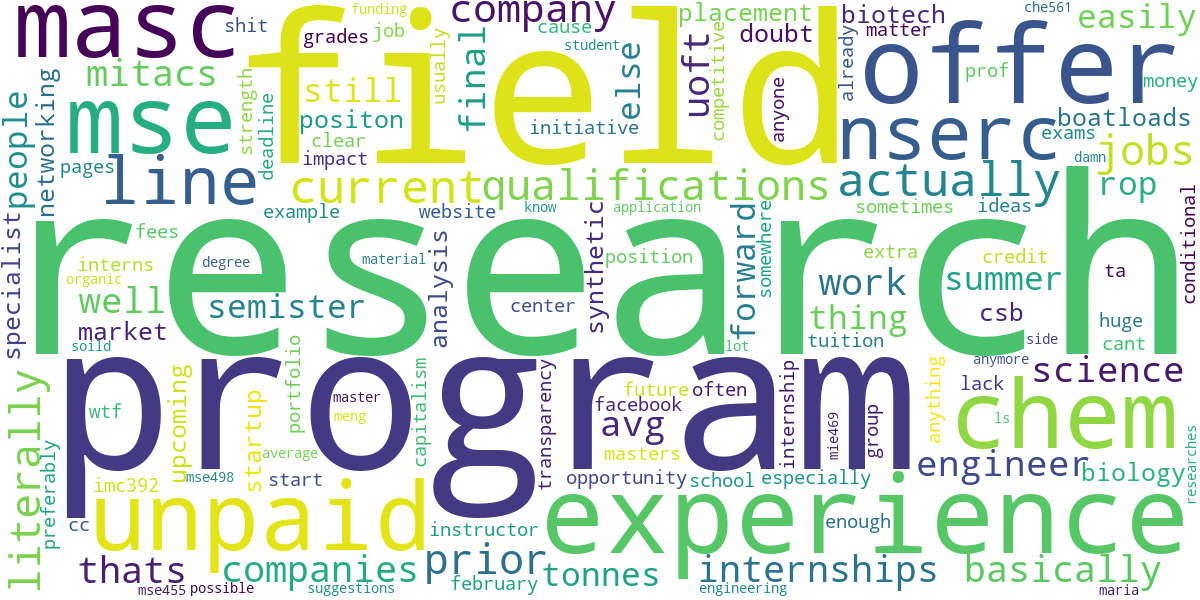 masc
shit
field
funding
grades
job
usually
company
cause
student
else
final
placement
doubt
uoft
competitive
anyone
biotech
matter
already
che561
easily
offer
prof
money
mitacs
mse
strength
still
positon
clear
impact
deadline
initiative
nserc
boatloads
exams
damn
jobs
people
networking
pages
line
current
qualifications
actually
rop
conditional
specialist
fees
example
website
know
application
sometimes
ideas
research
interns
organic
degree
material
analysis
center
synthetic
position
forward
somewhere
extra
credit
ta
well
semister
work
summer
market
thing
csb
huge
soild
lot
tuition
side
cant
literally
program
wtf
upcoming
startup
portfolio
master
meng
capitalism
future
often
transparency
facebook
avg
masters
internship
mie469
group
anything
anymore
lack
science
chem
ls
preferably
imc392
mse498
average
start
opportunity
school
especially
engineer
biology
researches
cc
unpaid
instructor
experience
enough
thats
companies
prior
february
tonnes
internships
basically
mse455
possible
suggestions
engineering
maria